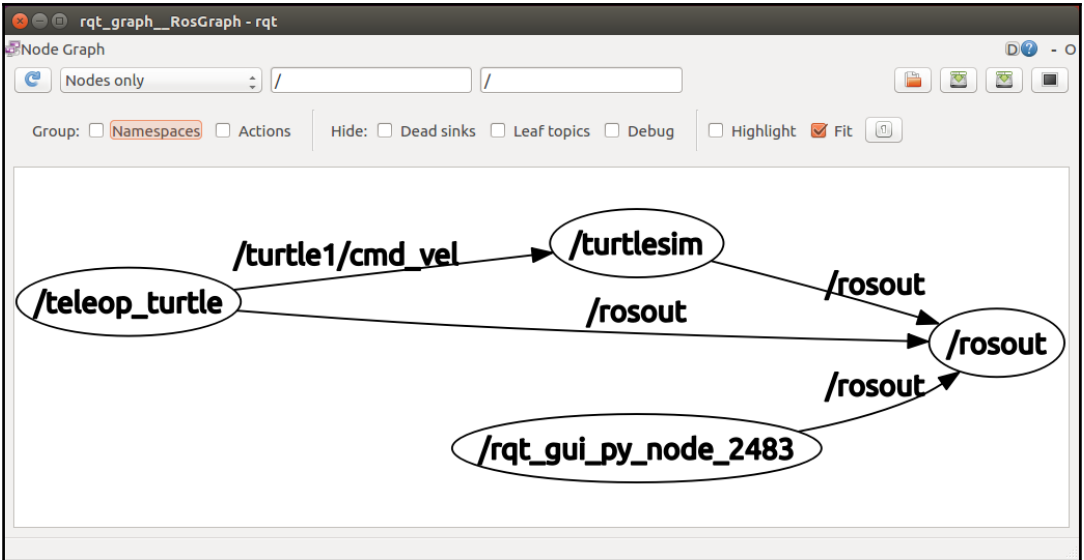 rqt_graph__RosGraph - rqt
Node Graph D ? - O
Nodes only / /
Group: Namespaces Actions Hide: Dead sinks Leaf topics Debug Highlight Fit
/turtle1/cmd_vel
/turtlesim
/teleop_turtle
/rosout
/rosout
/rosout
/rosout
/rqt_gui_py_node_2483